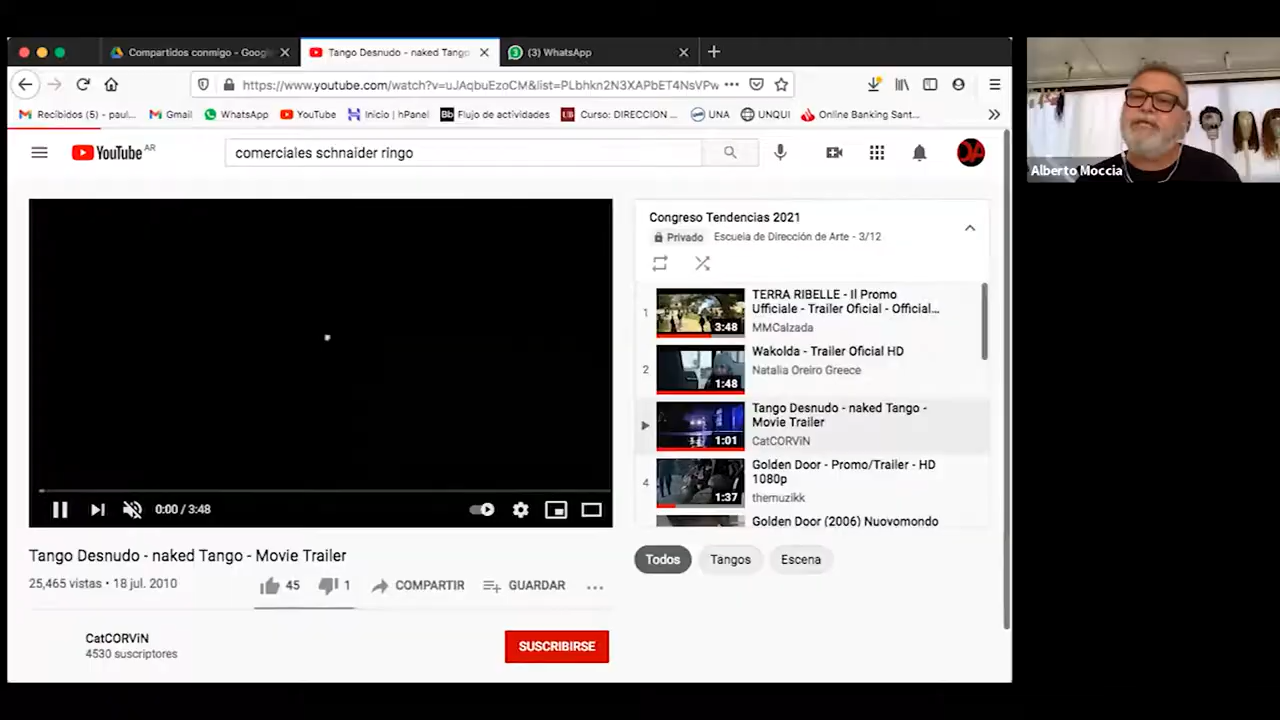 Compartidos conmigo - Goog
Tango Desnudo - naked Tang
(3) WhatsApp
https://www.youtube.com/watch?v=uJAqbuEzoCM&list=PLbhkn2N3XAPbET4NsVPw
Recibidos (5) - paul...
Gmail
WhatsApp
YouTube
Inicio | hPanel
Bb Flujo de actividades
UB Curso: DIRECCION ...
UNA
UNQUI
Online Banking Sant...
YouTube AR
comerciales schnaider ringo
Alberto Moccia
Congreso Tendencias 2021
Privado
Escuela de Dirección de Arte - 3/12
1
TERRA RIBELLE - Il Promo
Ufficiale - Trailer Oficial - Official...
MMCalzada
3:48
2
Wakolda - Trailer Oficial HD
Natalia Oreiro Greece
1:48
Tango Desnudo - naked Tango -
Movie Trailer
CatCORViN
1:01
4
Golden Door - Promo/Trailer - HD
1080p
themuzikk
1:37
Golden Door (2006) Nuovomondo
0:00 / 3:48
Todos
Tangos
Escena
Tango Desnudo - naked Tango - Movie Trailer
25,465 vistas • 18 jul. 2010
45
1
COMPARTIR
GUARDAR
CatCORViN
4530 suscriptores
SUSCRIBIRSE